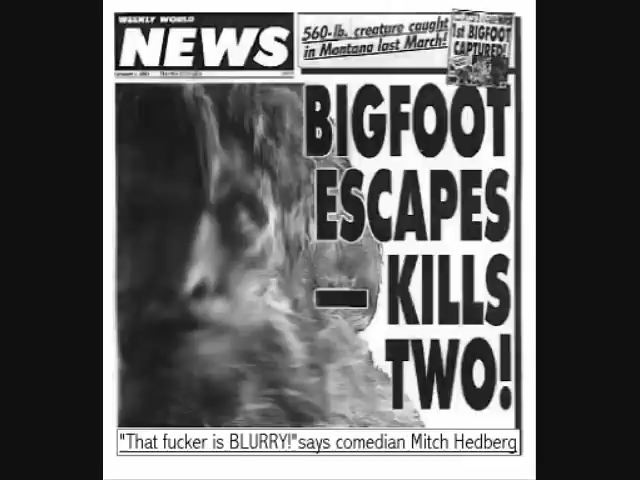 WEEKLY WORLD
NEWS
560-lb. creature caught
in Montana last March!
1st BIGFOOT
CAPTURED!
BIGFOOT
ESCAPES
— KILLS
TWO!
"That fucker is BLURRY!"says comedian Mitch Hedberg